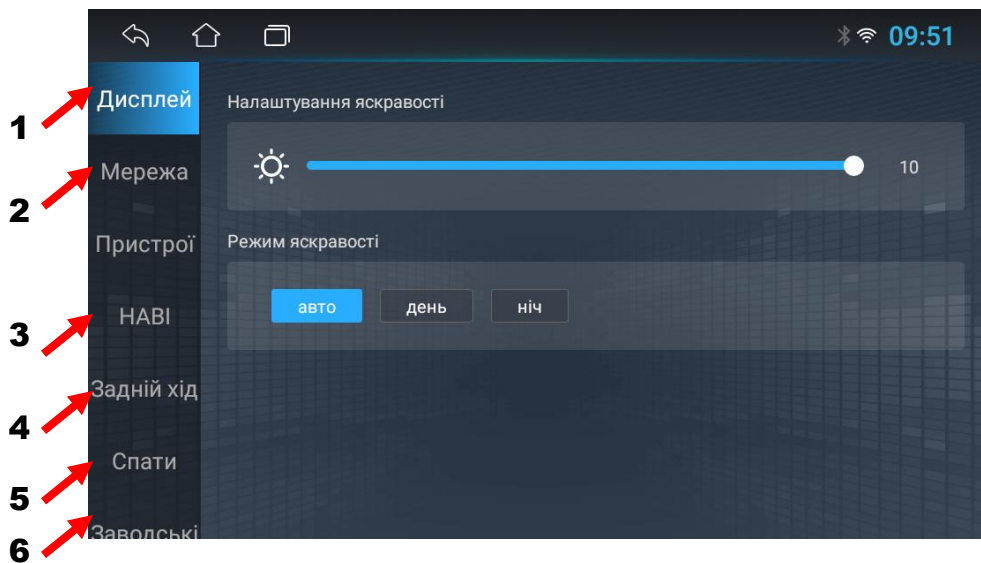 09:51
1
Дисплей
Налаштування яскравості
2
Мережа
10
Пристрої
Режим яскравості
авто день ніч
3
НАВІ
4
Задній хід
5
Спати
6
Заводські